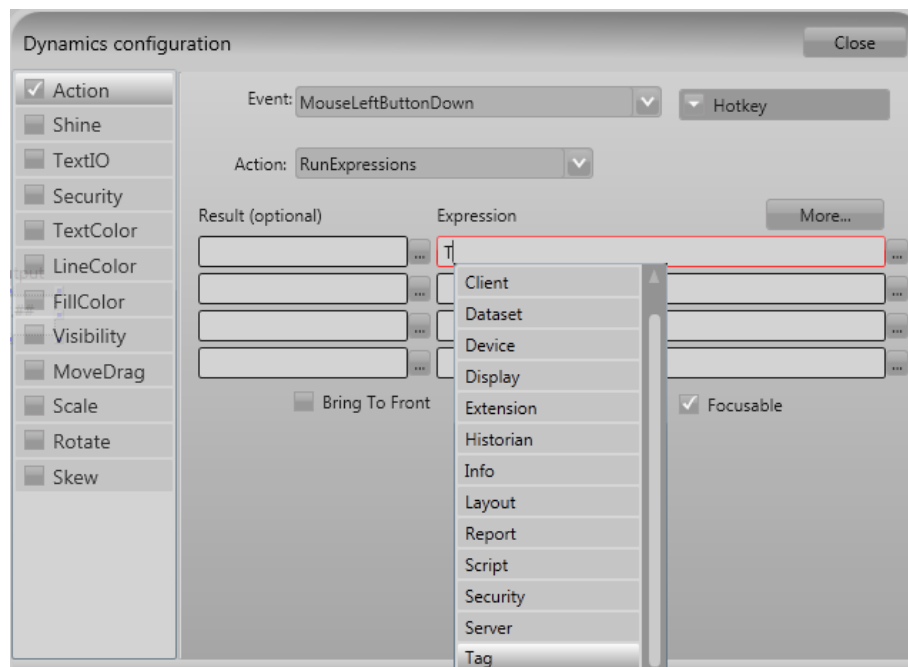 Dynamics configuration
Close
Action
Shine
TextIO
Security
TextColor
LineColor
FillColor
Visibility
MoveDrag
Scale
Rotate
Skew
Event: MouseLeftButtonDown
Hotkey
Action: RunExpressions
Result (optional)
Expression
More...
...
T
...
...
...
...
...
...
...
Client
Dataset
Device
Display
Extension
Historian
Info
Layout
Report
Script
Security
Server
Tag
Bring To Front
Focusable